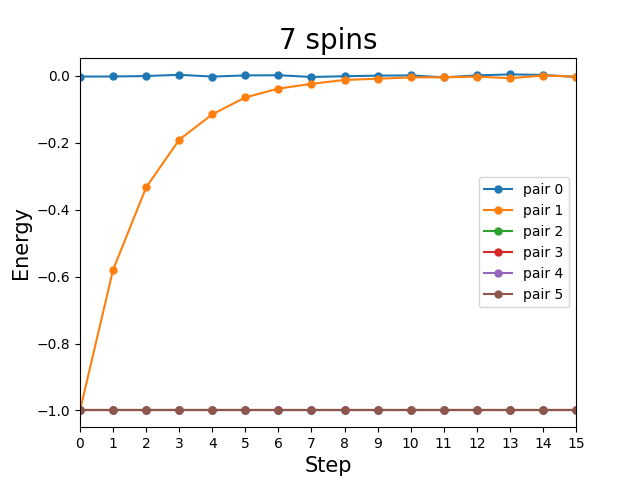 7 spins
Energy
0.0
−0.2
−0.4
−0.6
−0.8
−1.0
pair 0
pair 1
pair 2
pair 3
pair 4
pair 5
0 1 2 3 4 5 6 7 8 9 10 11 12 13 14 15
Step